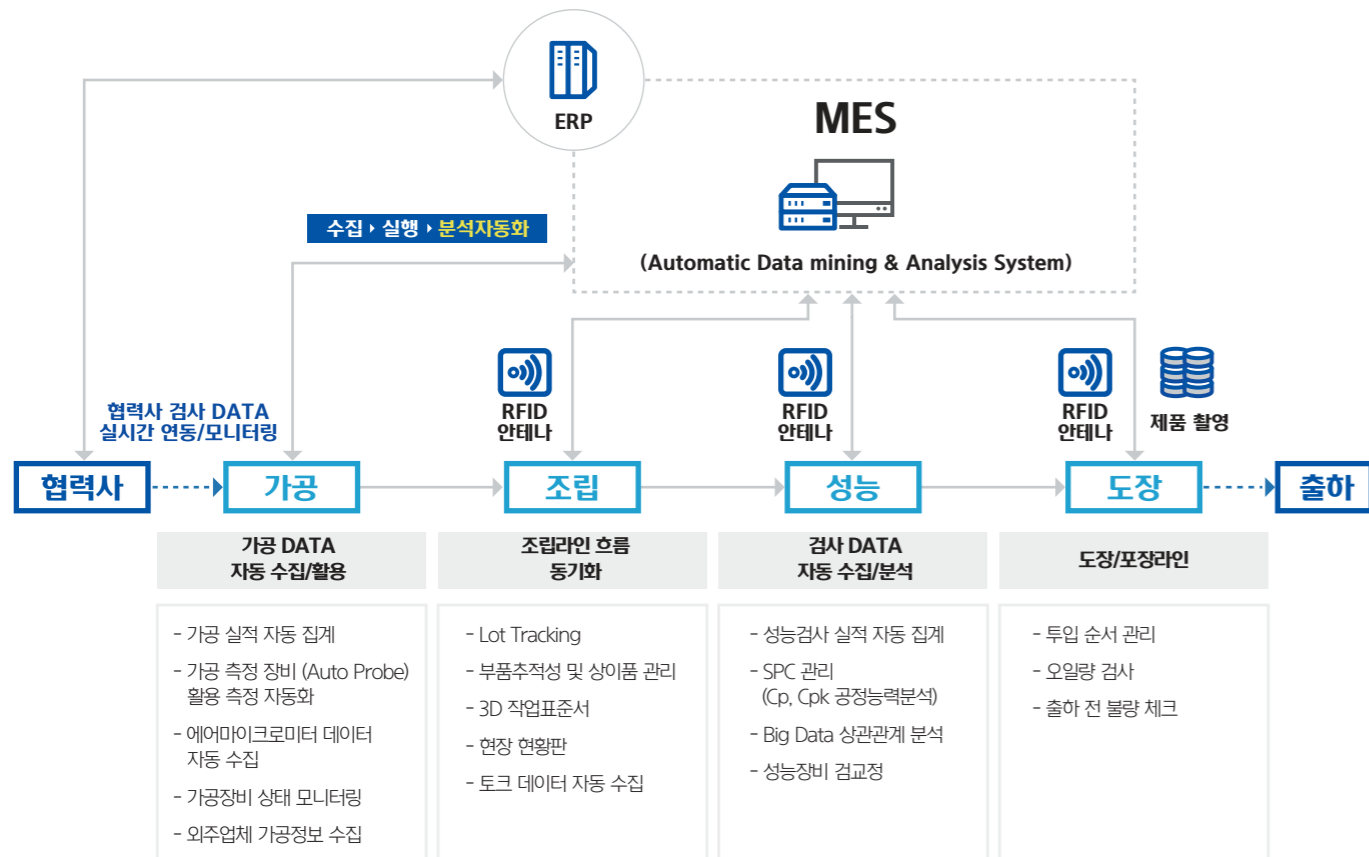 ERP
MES
(Automatic Data mining & Analysis System)
수집 ▸ 실행 ▸ 분석자동화
협력사 검사 DATA
실시간 연동/모니터링
RFID
안테나
RFID
안테나
RFID
안테나
제품 촬영
협력사
가공
조립
성능
도장
출하
가공 DATA
자동 수집/활용
- 가공 실적 자동 집계
- 가공 측정 장비 (Auto Probe)
활용 측정 자동화
- 에어마이크로미터 데이터
자동 수집
- 가공장비 상태 모니터링
- 외주업체 가공정보 수집
조립라인 흐름
동기화
- Lot Tracking
- 부품추적성 및 상이품 관리
- 3D 작업표준서
- 현장 현황판
- 토크 데이터 자동 수집
검사 DATA
자동 수집/분석
- 성능검사 실적 자동 집계
- SPC 관리
(Cp, Cpk 공정능력분석)
- Big Data 상관관계 분석
- 성능장비 검교정
도장/포장라인
- 투입 순서 관리
- 오일량 검사
- 출하 전 불량 체크